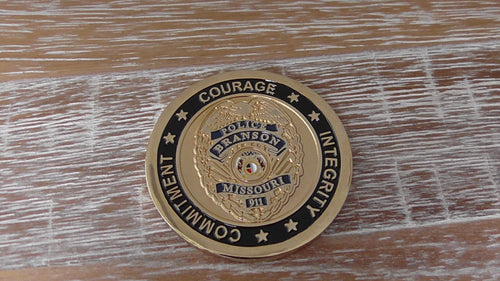 COURAGE
INTEGRITY
COMMITMENT
POLICE
BRANSON
MISSOURI
911